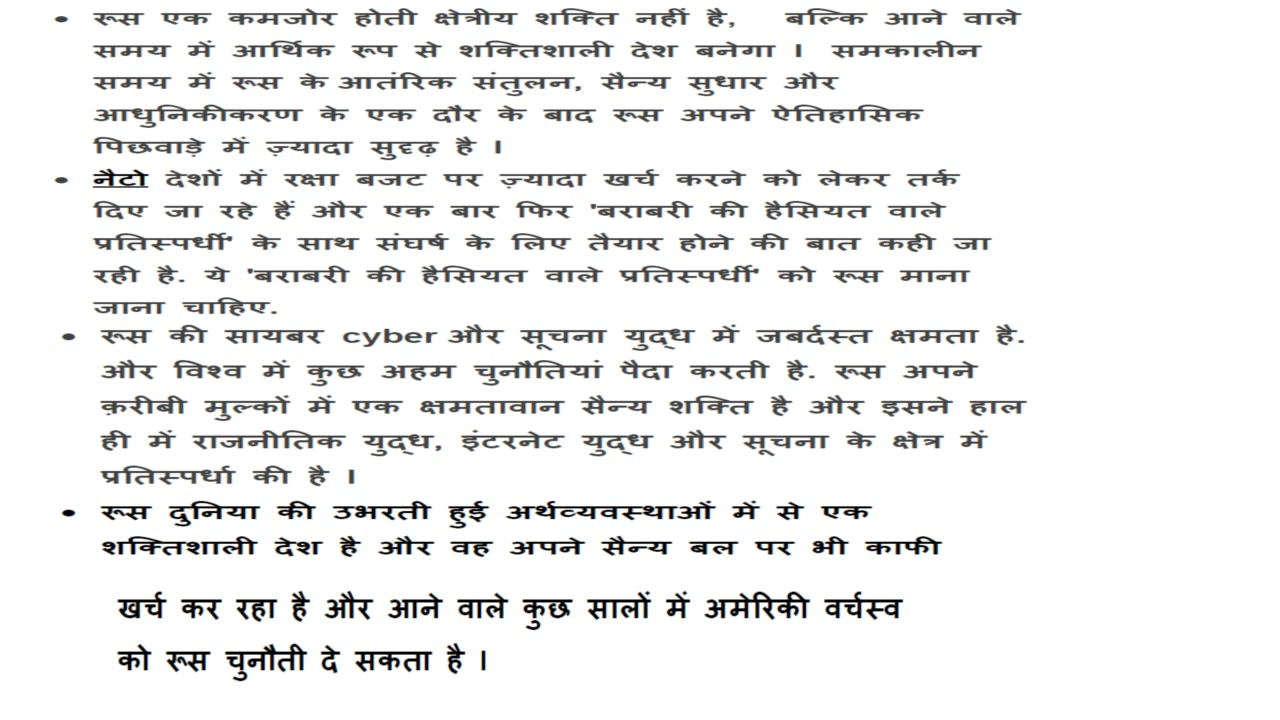 • रूस एक कमजोर होती क्षेत्रीय शक्ति नहीं है, बल्कि आने वाले
समय में आर्थिक रूप से शक्तिशाली देश बनेगा । समकालीन
समय में रूस के आतंरिक संतुलन, सैन्य सुधार और
आधुनिकीकरण के एक दौर के बाद रूस अपने ऐतिहासिक
पिछवाड़े में ज़्यादा सुदृढ़ है ।
• नैटो देशों में रक्षा बजट पर ज़्यादा खर्च करने को लेकर तर्क
दिए जा रहे हैं और एक बार फिर 'बराबरी की हैसियत वाले
प्रतिस्पर्धी' के साथ संघर्ष के लिए तैयार होने की बात कही जा
रही है. ये 'बराबरी की हैसियत वाले प्रतिस्पर्धी' को रूस माना
जाना चाहिए.
• रूस की सायबर cyber और सूचना युद्ध में जबर्दस्त क्षमता है.
और विश्व में कुछ अहम चुनौतियां पैदा करती है. रूस अपने
क़रीबी मुल्कों में एक क्षमतावान सैन्य शक्ति है और इसने हाल
ही में राजनीतिक युद्ध, इंटरनेट युद्ध और सूचना के क्षेत्र में
प्रतिस्पर्धा की है ।
• रूस दुनिया की उभरती हुई अर्थव्यवस्थाओं में से एक
शक्तिशाली देश है और वह अपने सैन्य बल पर भी काफी
खर्च कर रहा है और आने वाले कुछ सालों में अमेरिकी वर्चस्व
को रूस चुनौती दे सकता है ।